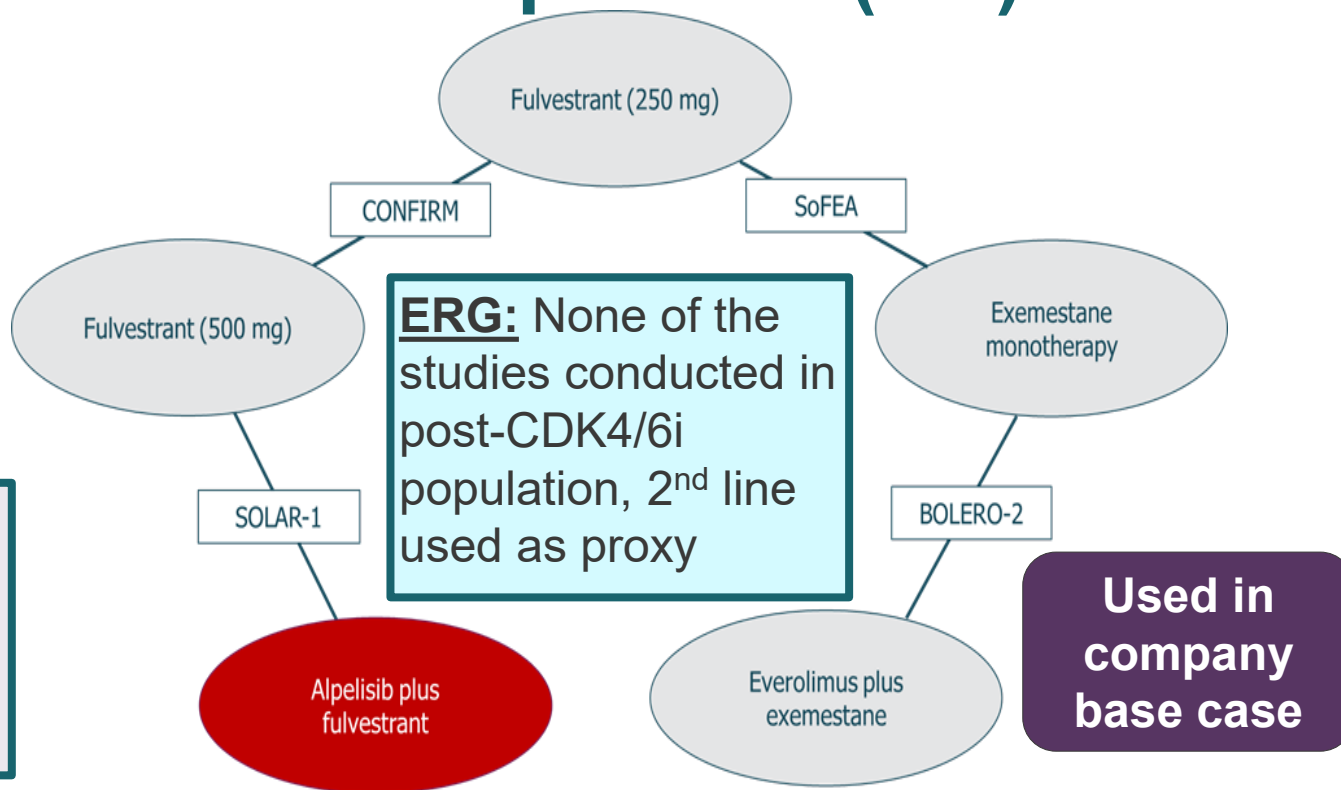 Fulvestrant (250 mg)
CONFIRM
SoFEA
Fulvestrant (500 mg)
Exemestane
monotherapy
ERG: None of the
studies conducted in
post-CDK4/6i
population, 2nd line
used as proxy
SOLAR-1
BOLERO-2
Alpelisib plus
fulvestrant
Everolimus plus
exemestane
Used in
company
base case